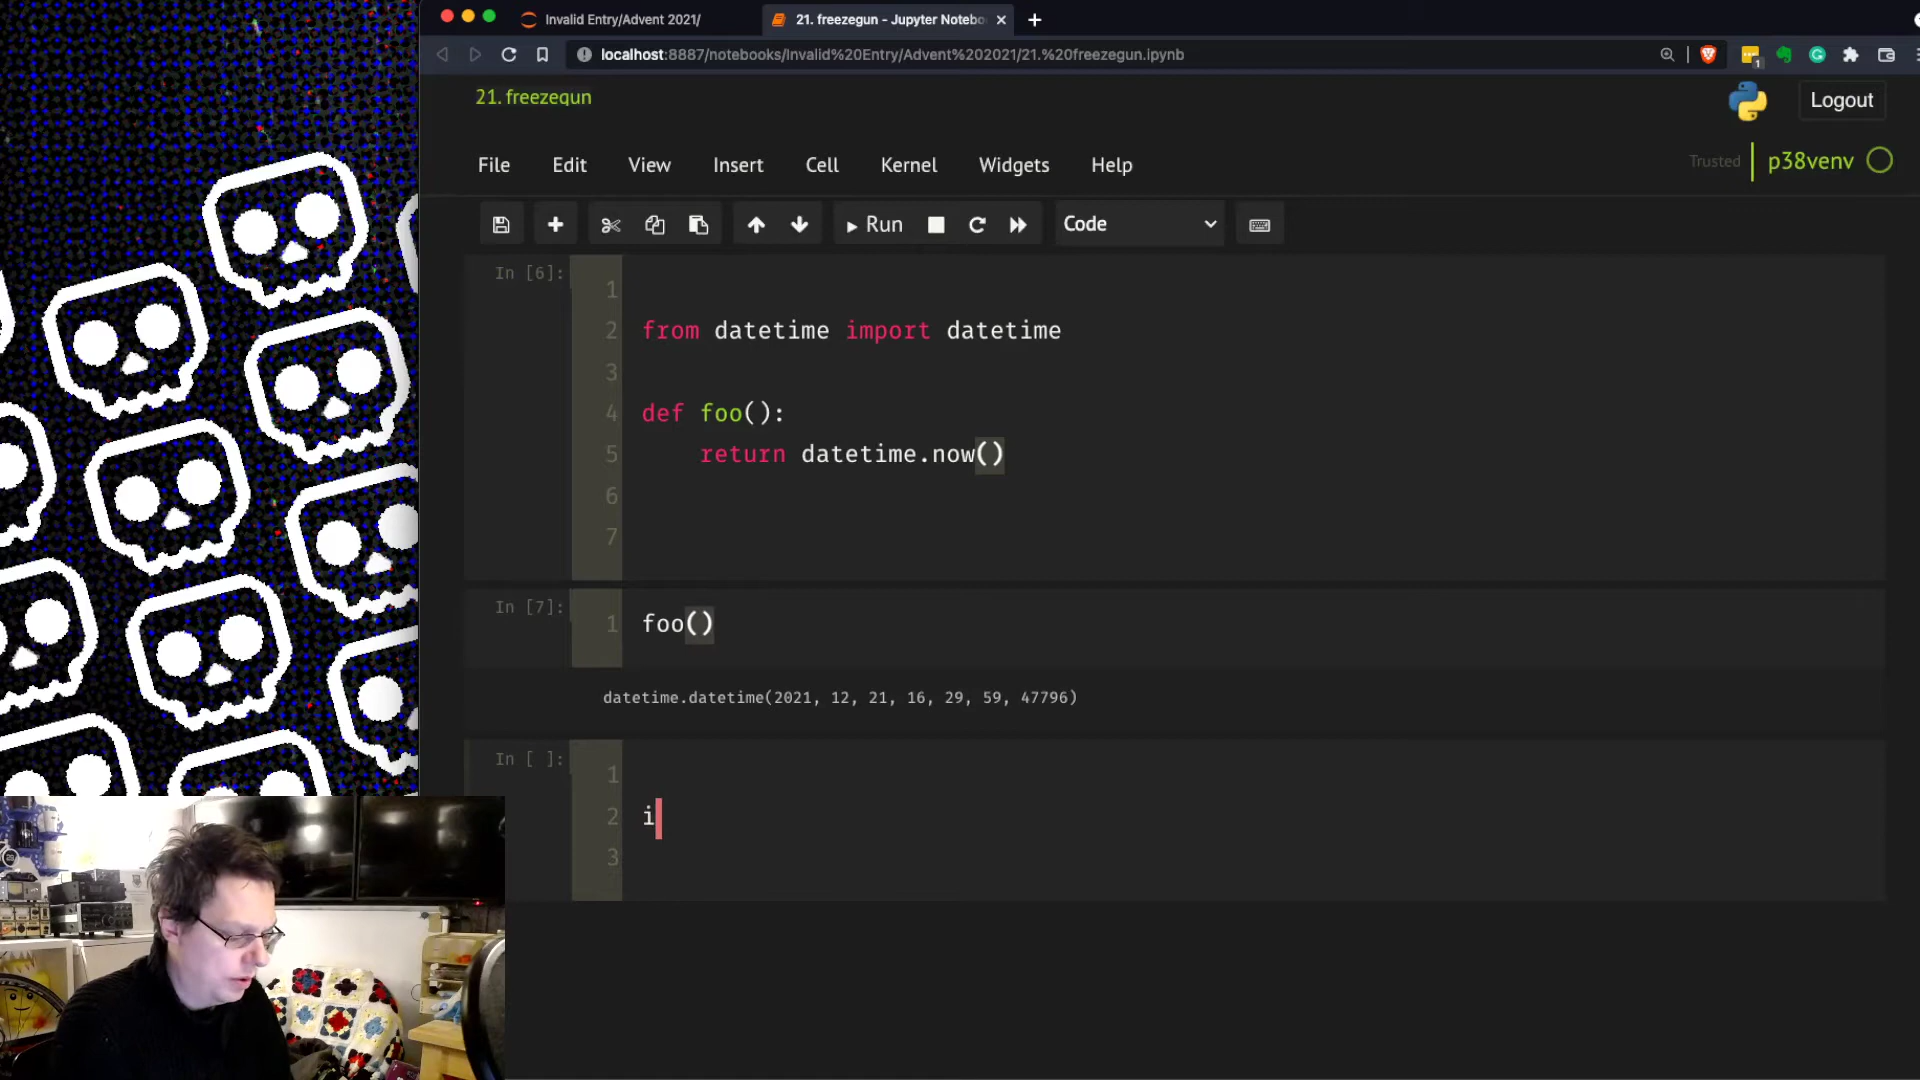 Invalid Entry/Advent 2021/
21. freezegun - Jupyter Notebo
localhost:8887/notebooks/Invalid%20Entry/Advent%202021/21.%20freezegun.ipynb
1
21. freezegun
Logout
File Edit View Insert Cell Kernel Widgets Help
Trusted p38venv
Run Code
In [6]:
1
2 from datetime import datetime
3
4 def foo():
5 return datetime.now()
6
7
In [7]:
1 foo()
datetime.datetime(2021, 12, 21, 16, 29, 59, 47796)
In [ ]:
1
2 i
3